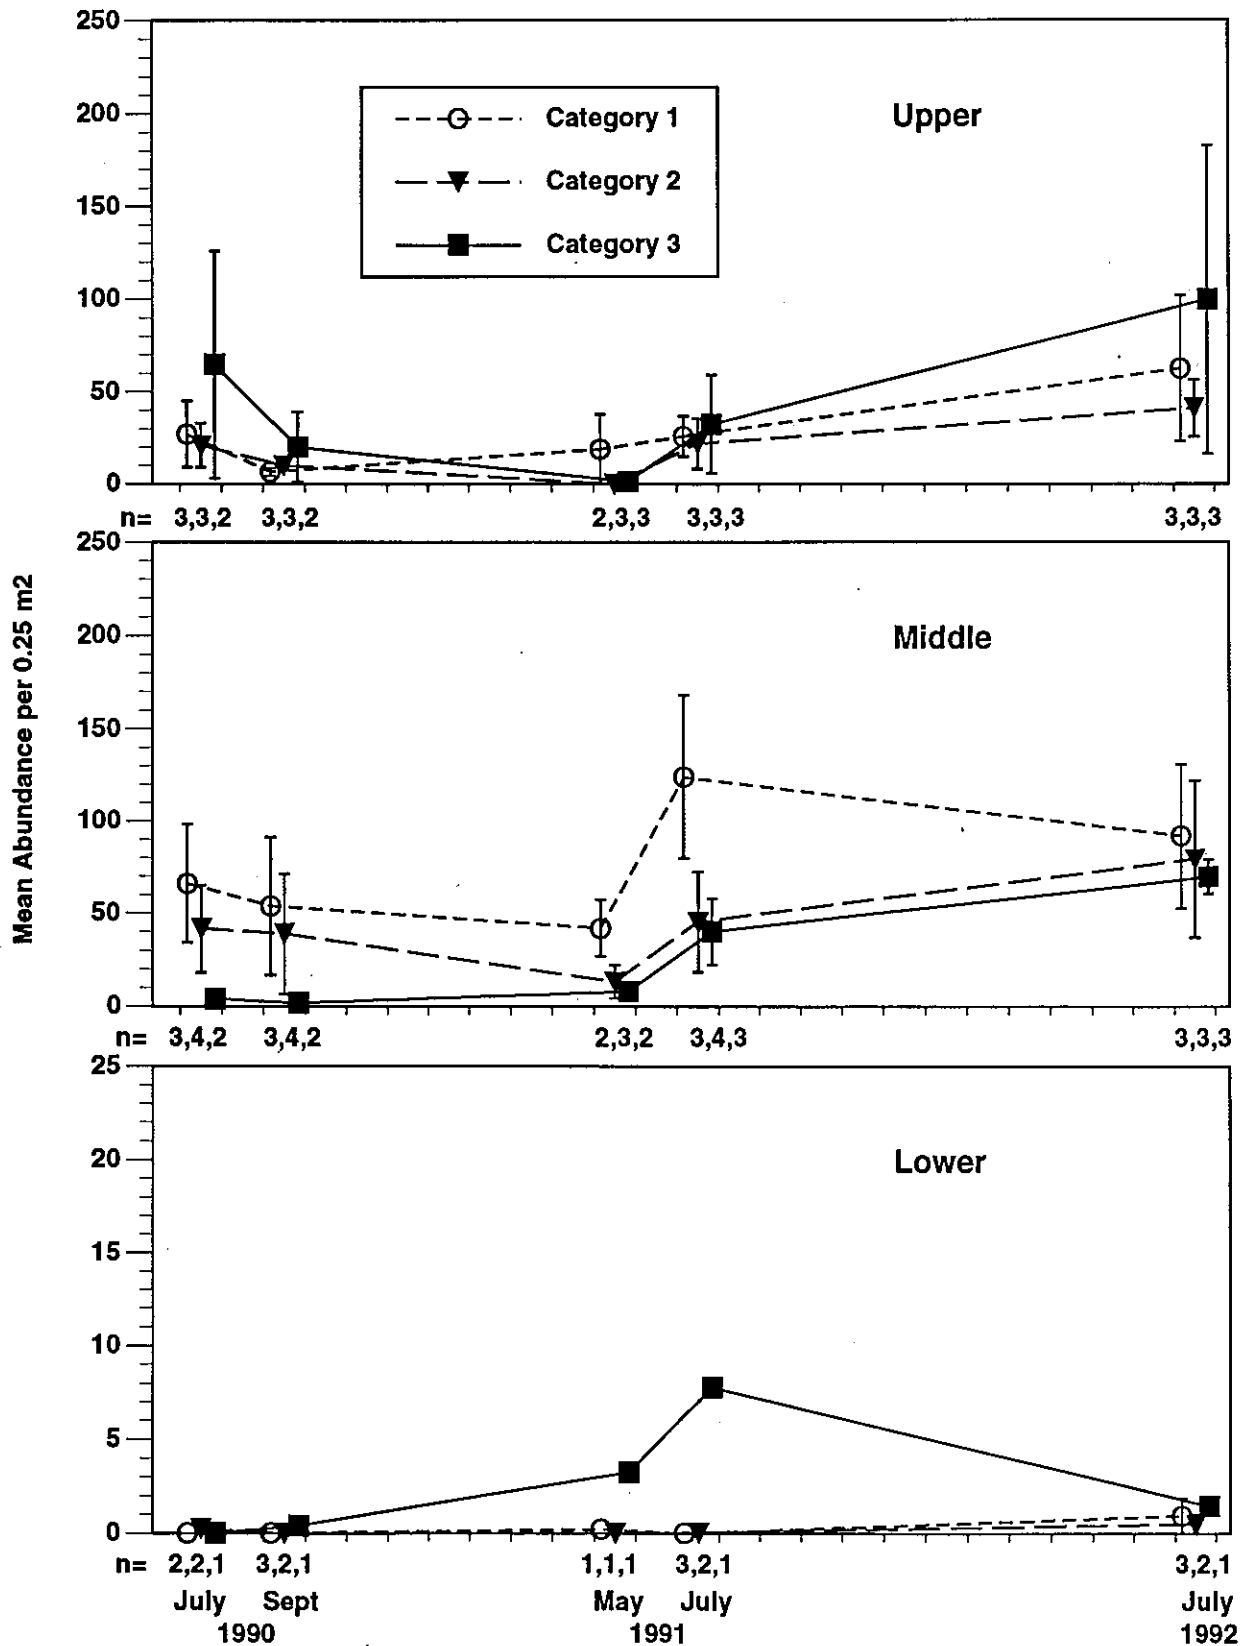 Mean Abundance per 0.25 m2
250
200
150
100
50
0
Category 1
Category 2
Category 3
Upper
n= 3,3,2 3,3,2 2,3,3 3,3,3 3,3,3
250
200
150
100
50
0
Middle
n= 3,4,2 3,4,2 2,3,2 3,4,3 3,3,3
25
20
15
10
5
0
Lower
n= 2,2,1 3,2,1 1,1,1 3,2,1 3,2,1
July Sept May July July
1990 1991 1992